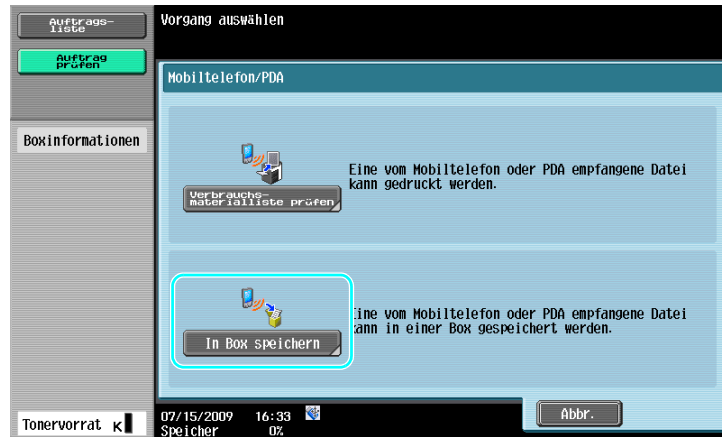 Auftrags-
liste
Auftrag
prüfen
Boxinformationen
Tonervorrat K
Vorgang auswählen
Mobiltelefon/PDA
Verbrauchs-
materialliste prüfen
Eine vom Mobiltelefon oder PDA empfangene Datei
kann gedruckt werden.
In Box speichern
Eine vom Mobiltelefon oder PDA empfangene Datei
kann in einer Box gespeichert werden.
07/15/2009 16:33
Speicher 0%
Abbr.